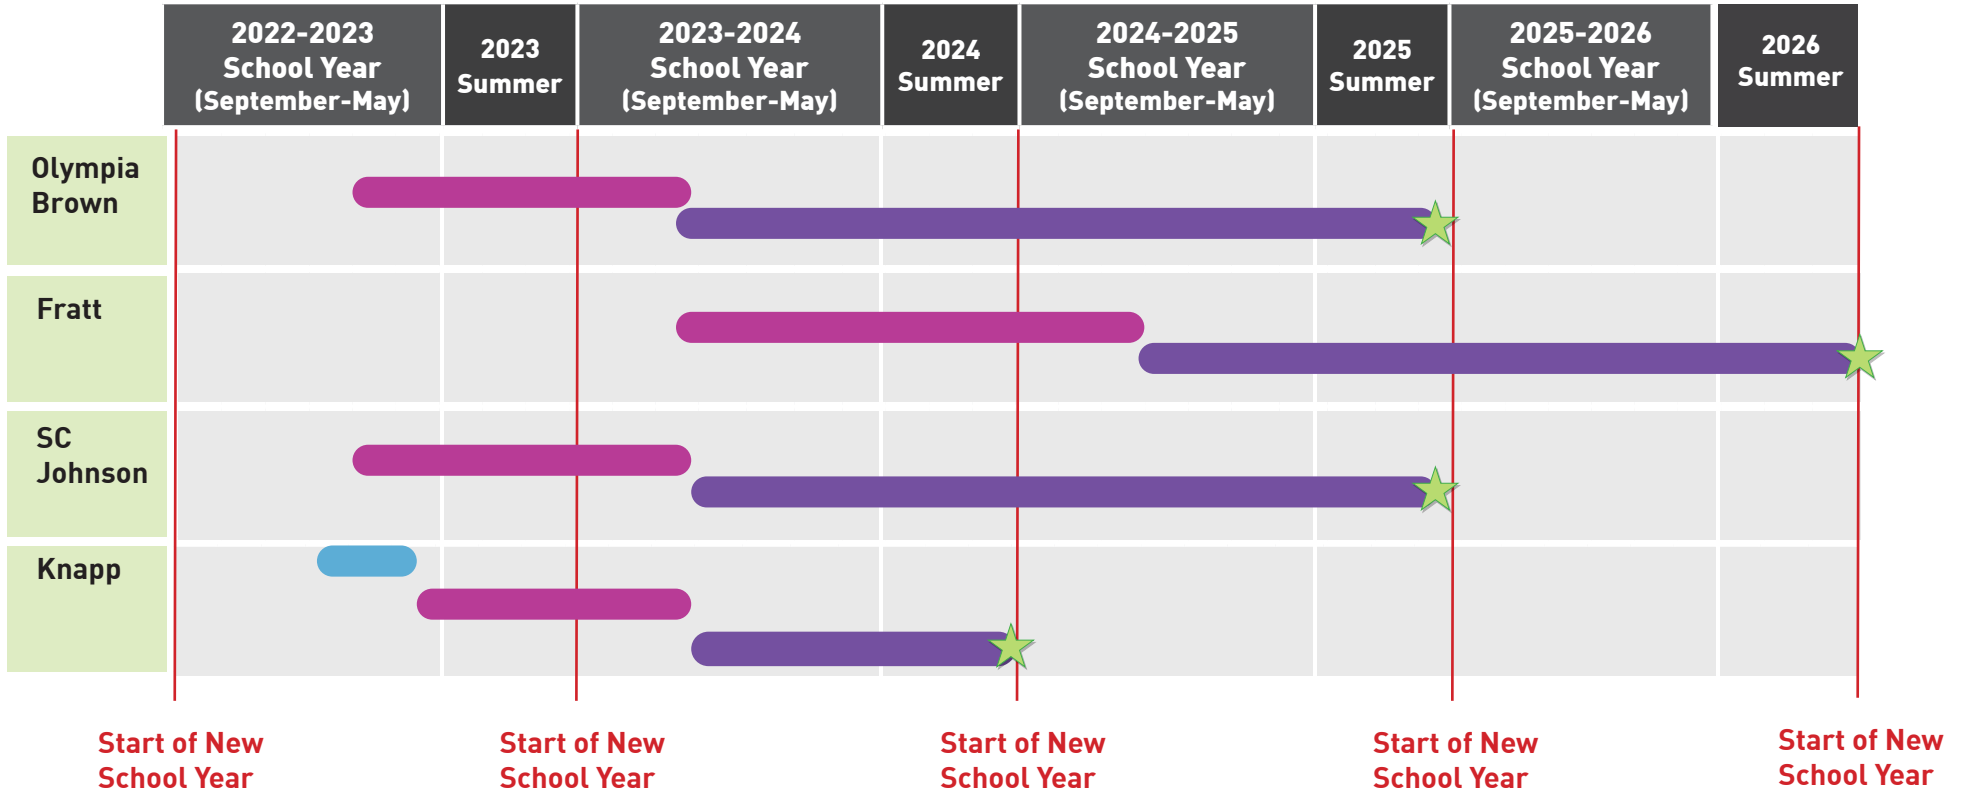 2022-2023
School Year
(September-May)
2023
Summer
2023-2024
School Year
(September-May)
2024
Summer
2024-2025
School Year
(September-May)
2025
Summer
2025-2026
School Year
(September-May)
2026
Summer
Olympia
Brown
Fratt
SC
Johnson
Knapp
Start of New
School Year
Start of New
School Year
Start of New
School Year
Start of New
School Year
Start of New
School Year